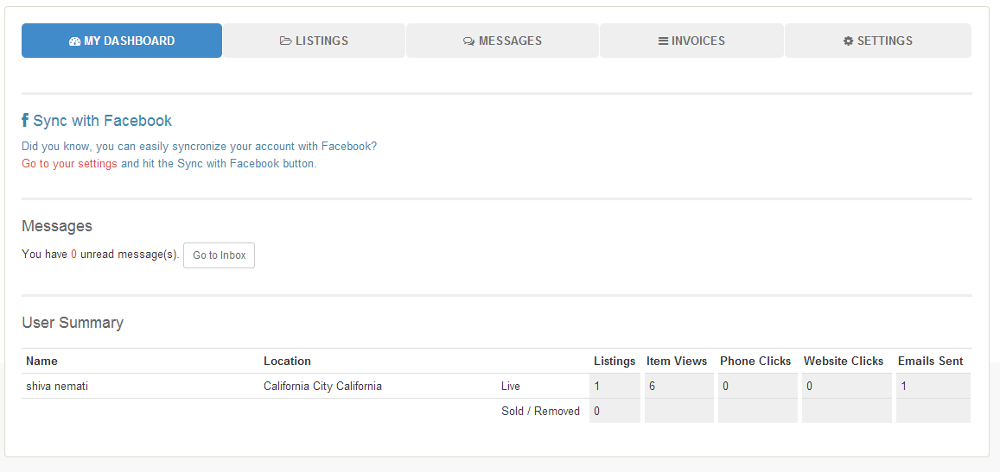 MY DASHBOARD LISTINGS MESSAGES INVOICES SETTINGS
Sync with Facebook
Did you know, you can easily syncronize your account with Facebook?
Go to your settings and hit the Sync with Facebook button.
Messages
You have 0 unread message(s). Go to Inbox
User Summary
Name Location Listings Item Views Phone Clicks Website Clicks Emails Sent
shiva nemati California City California Live 1 6 0 0 1
Sold / Removed 0